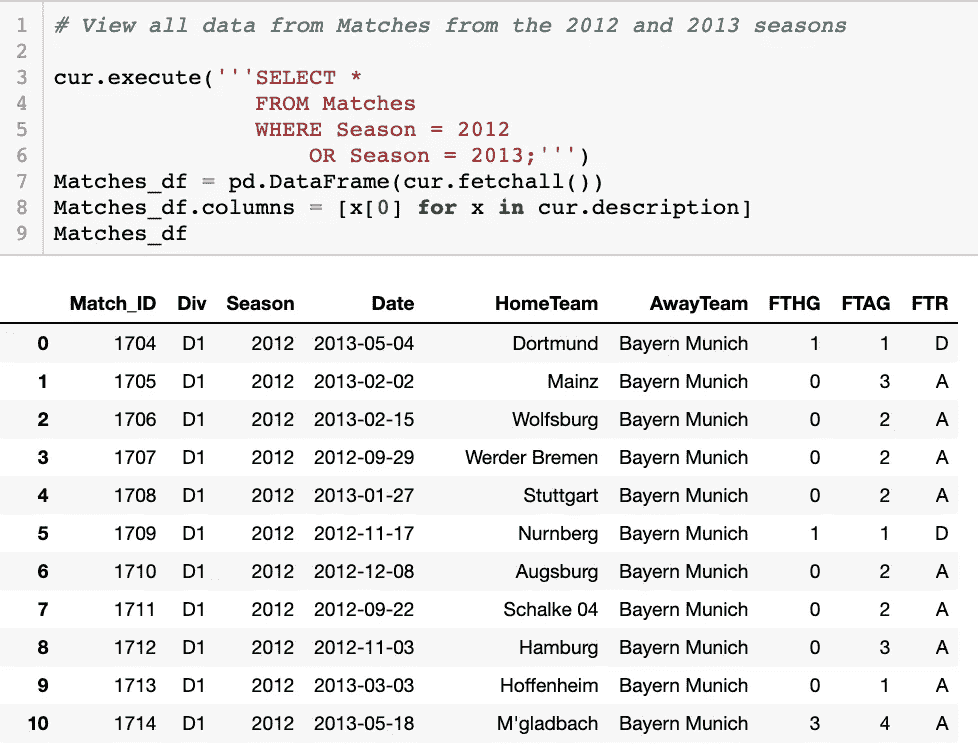 1 # View all data from Matches from the 2012 and 2013 seasons
2
3 cur.execute('''SELECT *
4 FROM Matches
5 WHERE Season = 2012
6 OR Season = 2013;''')
7 Matches_df = pd.DataFrame(cur.fetchall())
8 Matches_df.columns = [x[0] for x in cur.description]
9 Matches_df
Match_ID Div Season Date HomeTeam AwayTeam FTHG FTAG FTR
0 1704 D1 2012 2013-05-04 Dortmund Bayern Munich 1 1 D
1 1705 D1 2012 2013-02-02 Mainz Bayern Munich 0 3 A
2 1706 D1 2012 2013-02-15 Wolfsburg Bayern Munich 0 2 A
3 1707 D1 2012 2012-09-29 Werder Bremen Bayern Munich 0 2 A
4 1708 D1 2012 2013-01-27 Stuttgart Bayern Munich 0 2 A
5 1709 D1 2012 2012-11-17 Nurnberg Bayern Munich 1 1 D
6 1710 D1 2012 2012-12-08 Augsburg Bayern Munich 0 2 A
7 1711 D1 2012 2012-09-22 Schalke 04 Bayern Munich 0 2 A
8 1712 D1 2012 2012-11-03 Hamburg Bayern Munich 0 3 A
9 1713 D1 2012 2013-03-03 Hoffenheim Bayern Munich 0 1 A
10 1714 D1 2012 2013-05-18 M'gladbach Bayern Munich 3 4 A